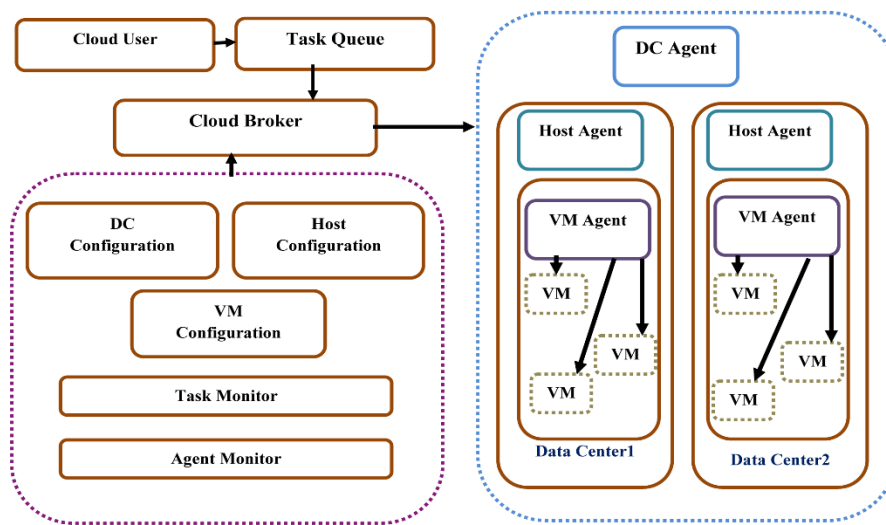 Cloud User
Task Queue
Cloud Broker
DC
Configuration
Host
Configuration
VM
Configuration
Task Monitor
Agent Monitor
DC Agent
Host Agent
VM Agent
VM
VM
VM
Data Center1
Host Agent
VM Agent
VM
VM
VM
Data Center2